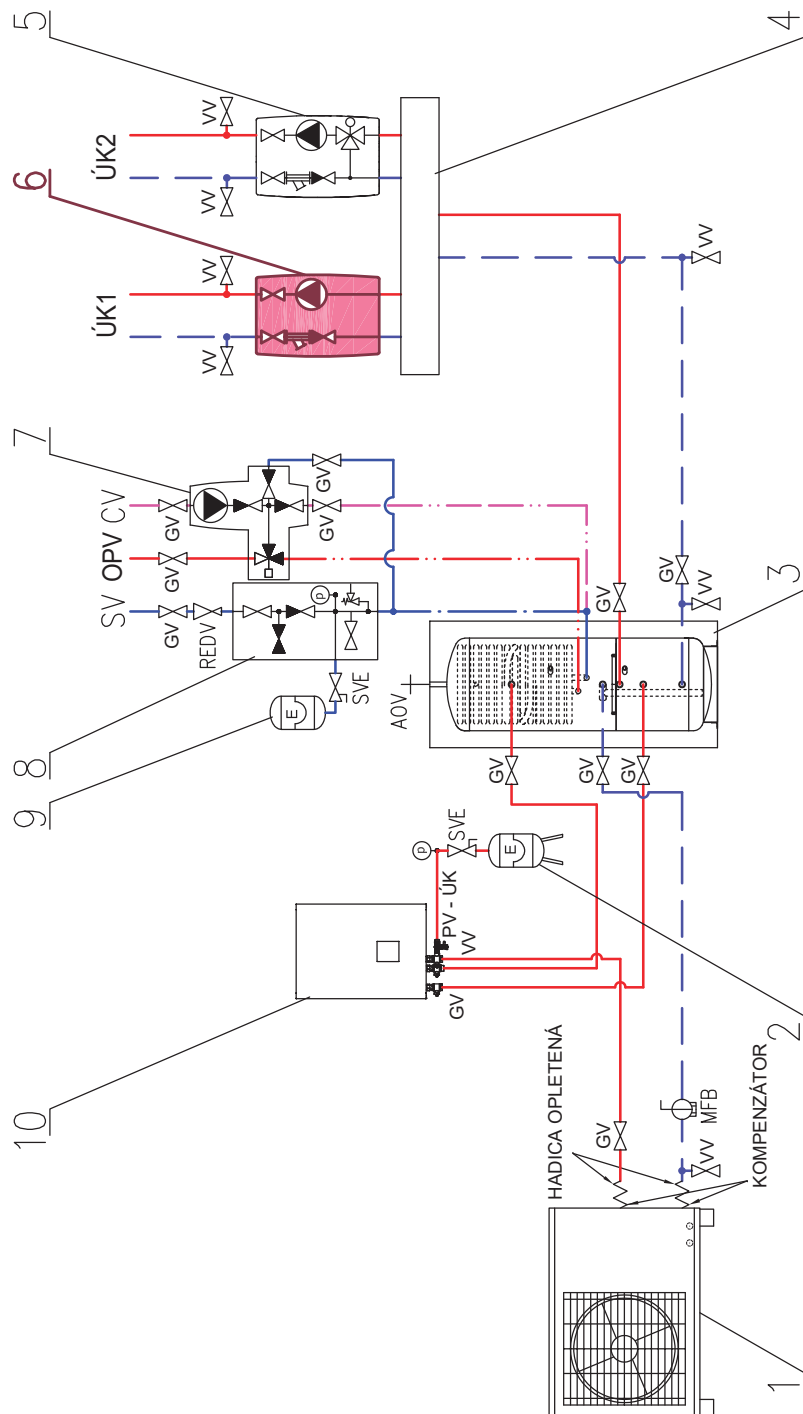 5
4
ÚK2
VV
VV
6
ÚK1
VV
VV
VV
7
SV
OPV
CV
GV
GV
GV
GV
GV
REDV
P
GV
GV
VV
3
8
9
E
SVE
AOV
GV
GV
GV
10
P
SVE
E
PV - ÚK
VV
GV
2
HADICA OPLETENÁ
GV
MFB
VV
KOMPENZÁTOR
1